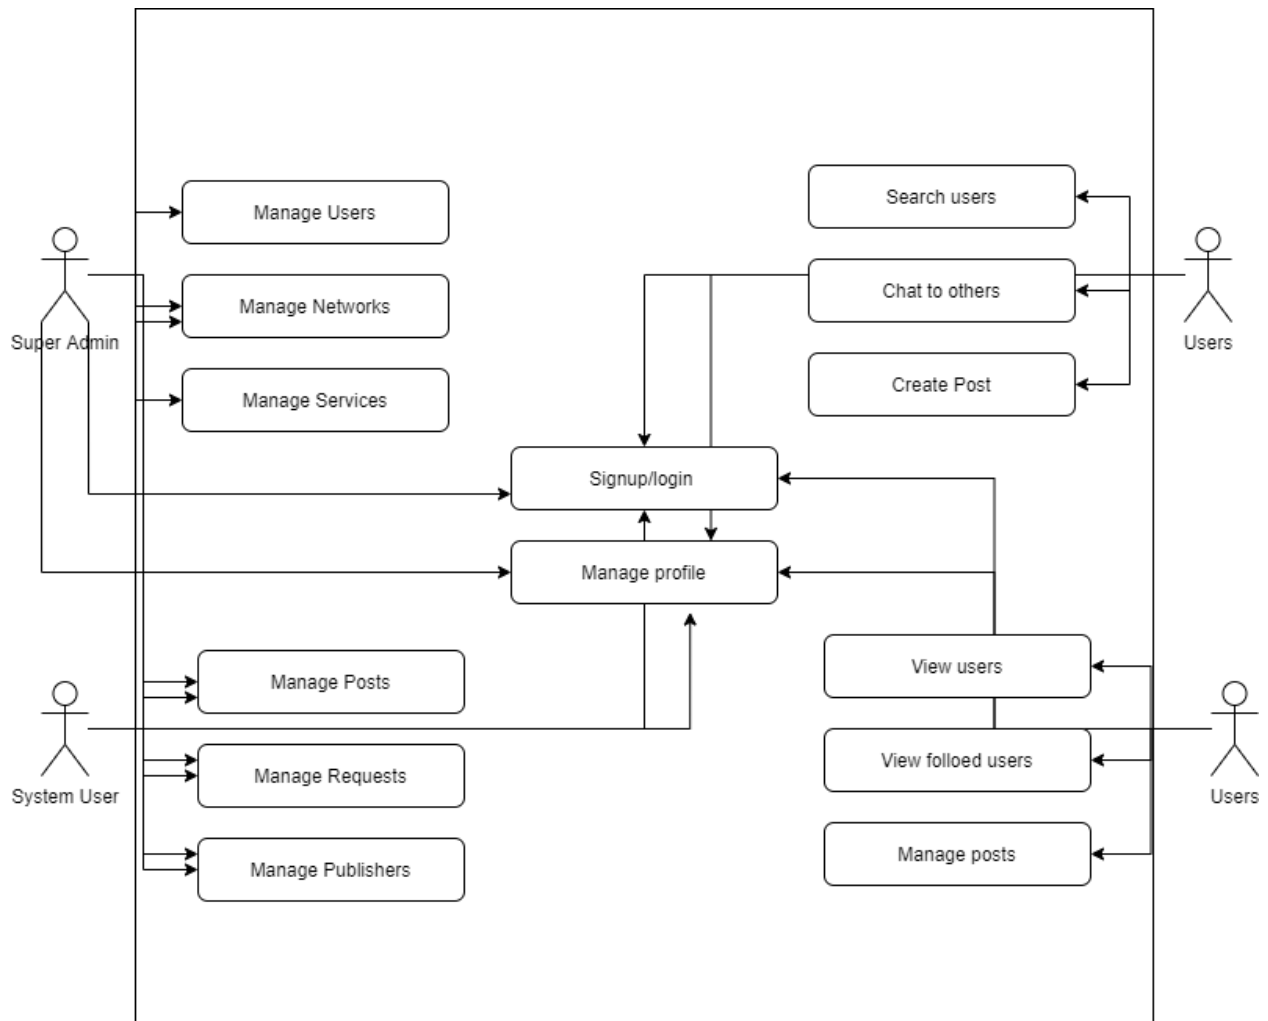 Search users
Manage Users
Chat to others
Manage Networks
Super Admin
Users
Create Post
Manage Services
Signup/login
Manage profile
View users
Manage Posts
View folloed users
Manage Requests
System User
Users
Manage posts
Manage Publishers